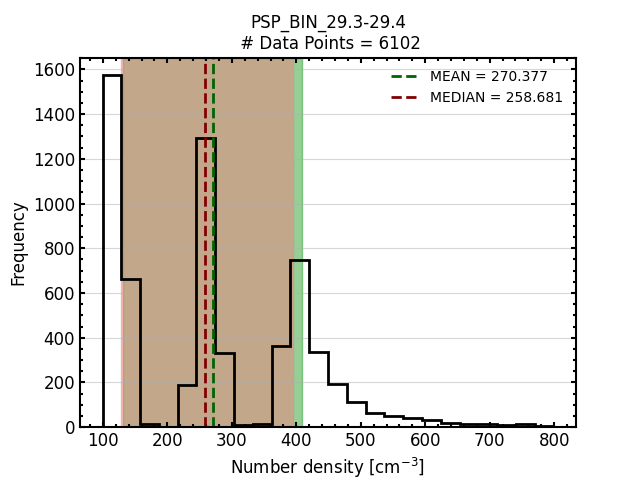 PSP_BIN_29.3-29.4
# Data Points = 6102
MEAN = 270.377
MEDIAN = 258.681
Frequency
1600
1400
1200
1000
800
600
400
200
0
100 200 300 400 500 600 700 800
Number density [cm⁻³]